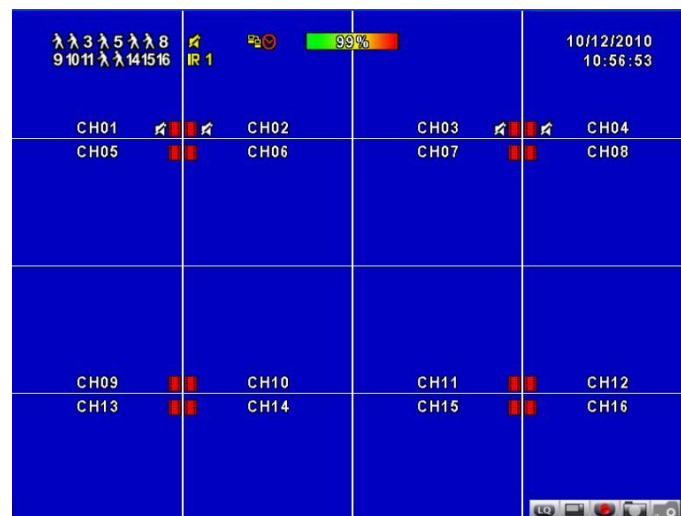 3 5 8
9 10 11 14 15 16 IR 1
99%
10/12/2010
10:56:53
CH01 CH02 CH03 CH04
CH05 CH06 CH07 CH08
CH09 CH10 CH11 CH12
CH13 CH14 CH15 CH16
LQ